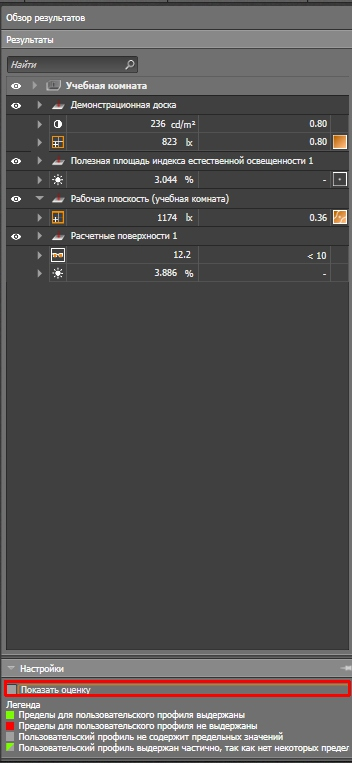 Обзор результатов
Результаты
Найти
Учебная комната
Демонстрационная доска
236 cd/m² 0.80
823 lx 0.80
Полезная площадь индекса естественной освещенности 1
3.044 % -
Рабочая плоскость (учебная комната)
1174 lx 0.36
Расчетные поверхности 1
12.2 < 10
3.886 % -
Настройки
Показать оценку
Легенда
Пределы для пользовательского профиля выдержаны
Пределы для пользовательского профиля не выдержаны
Пользовательский профиль не содержит предельных значений
Пользовательский профиль выдержан частично, так как нет некоторых предел